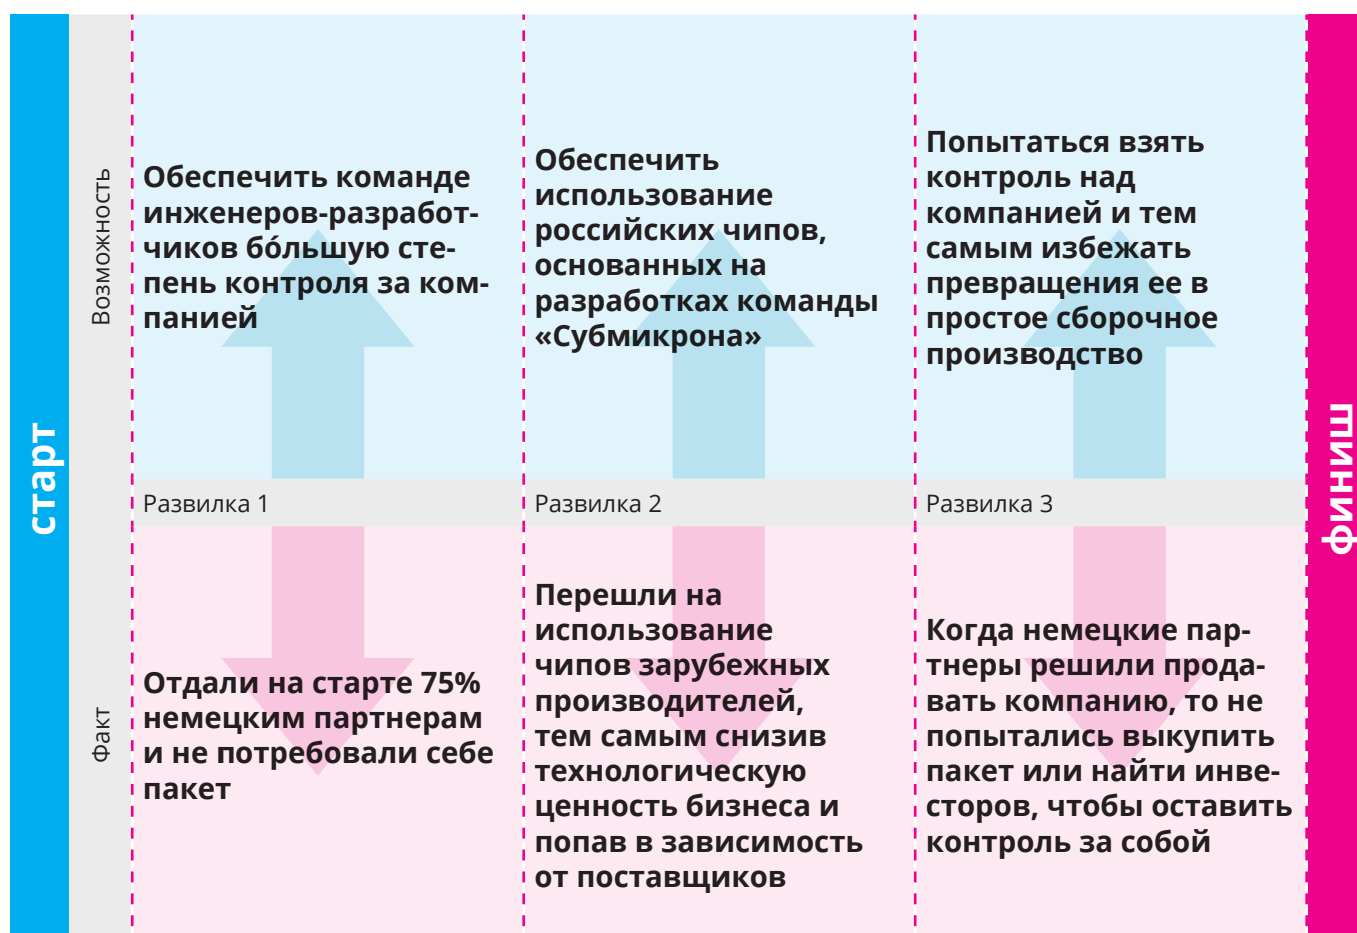 старт
Возможность
Обеспечить команде
инженеров-разработ-
чиков бо́льшую сте-
пень контроля за ком-
панией
Обеспечить
использование
российских чипов,
основанных на
разработках команды
«Субмикрона»
Попытаться взять
контроль над
компанией и тем
самым избежать
превращения ее в
простое сборочное
производство
Развилка 1
Развилка 2
Развилка 3
Факт
Отдали на старте 75%
немецким партнерам
и не потребовали себе
пакет
Перешли на
использование
чипов зарубежных
производителей,
тем самым снизив
технологическую
ценность бизнеса и
попав в зависимость
от поставщиков
Когда немецкие пар-
тнеры решили прода-
вать компанию, то не
попытались выкупить
пакет или найти инве-
сторов, чтобы оставить
контроль за собой
финиш